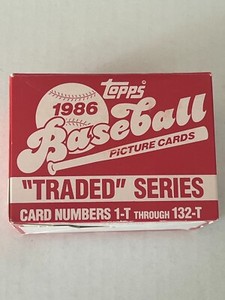 Topps
1986
Baseball
PICTURE CARDS
"TRADED" SERIES
CARD NUMBERS 1-T THROUGH 132-T